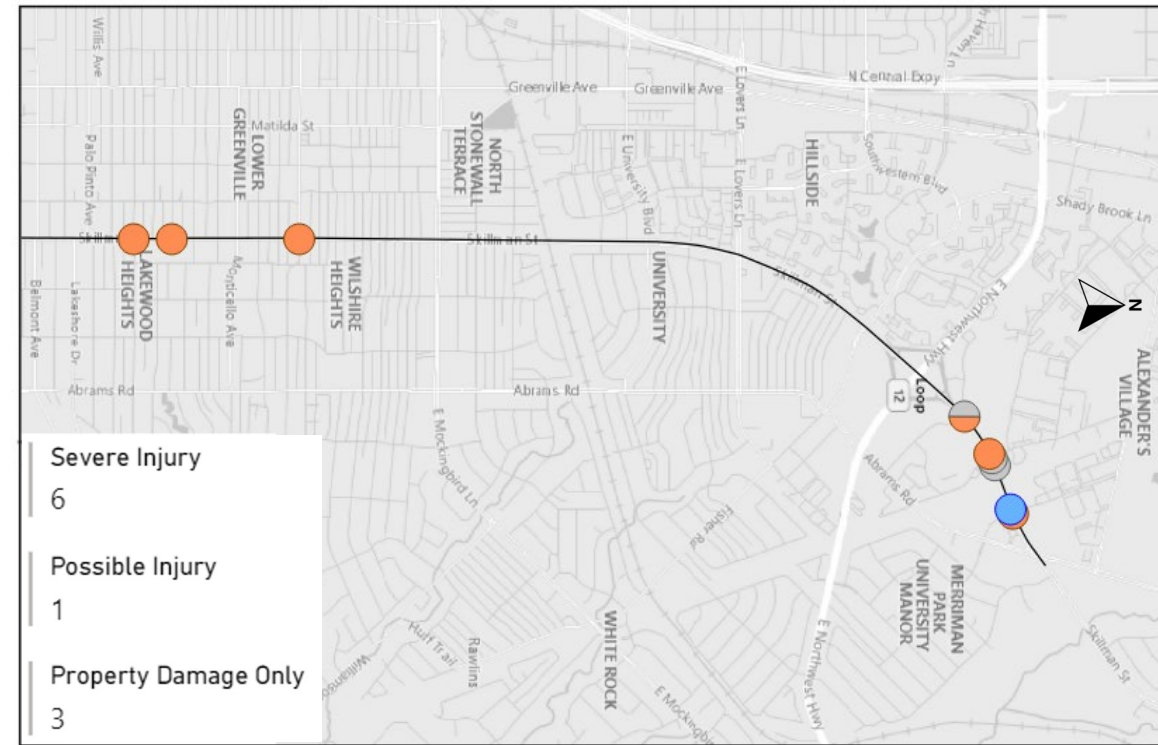 Willis Ave
N Central Expy
Greenville Ave
Greenville Ave
E Lovers Ln
Matilda St
LOWER
GREENVILLE
NORTH
STONEWALL
TERRACE
Palo Pinto Ave
E University Blvd
E Lovers Ln
HILLSIDE
Southwestern Blvd
Shady Brook Ln
Skillman St
Skillman St
LAKEWOOD
HEIGHTS
Monticello Ave
WILSHIRE
HEIGHTS
UNIVERSITY
E Northwest Hwy
N
Belmont Ave
Lakeshore Dr
Abrams Rd
Abrams Rd
Loop
12
ALEXANDER'S
VILLAGE
E Mockingbird Ln
Abrams Rd
Fisher Rd
MERRIMAN
PARK
UNIVERSITY
MANOR
WHITE ROCK
E Northwest Hwy
Skillman St
Huff Trail
Rawlins
E
Severe Injury
6
Possible Injury
1
Property Damage Only
3